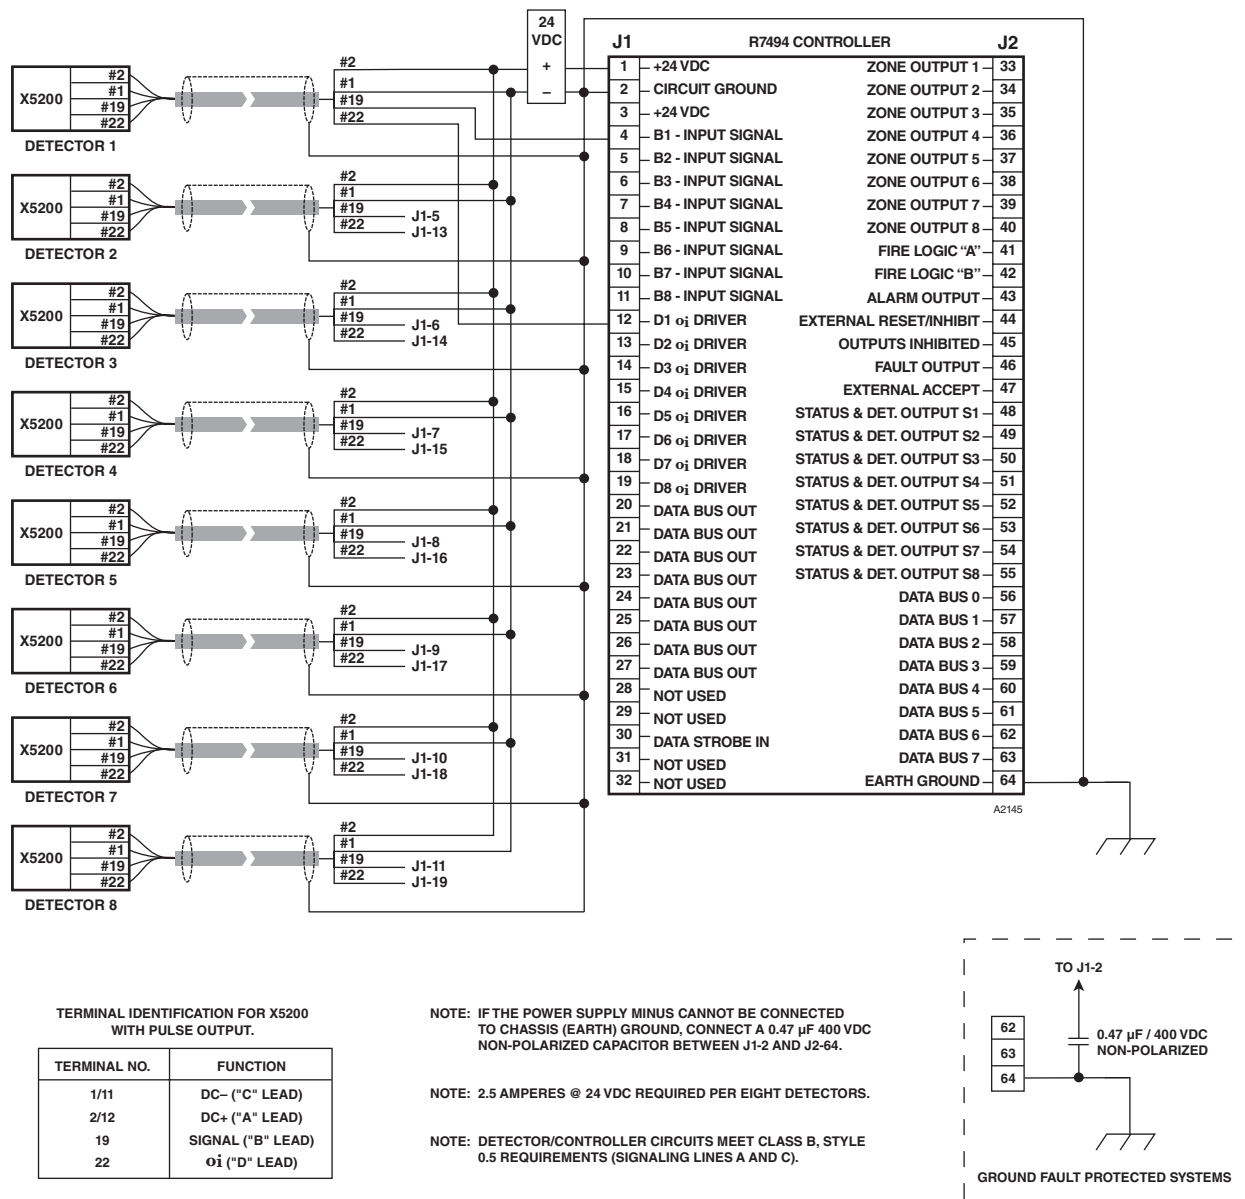 24
VDC
+
–
J1
R7494 CONTROLLER
J2
X5200
#2
#1
#19
#22
DETECTOR 1
#2
#1
#19
#22
X5200
#2
#1
#19
#22
DETECTOR 2
#2
#1
#19
#22
J1-5
J1-13
X5200
#2
#1
#19
#22
DETECTOR 3
#2
#1
#19
#22
J1-6
J1-14
X5200
#2
#1
#19
#22
DETECTOR 4
#2
#1
#19
#22
J1-7
J1-15
X5200
#2
#1
#19
#22
DETECTOR 5
#2
#1
#19
#22
J1-8
J1-16
X5200
#2
#1
#19
#22
DETECTOR 6
#2
#1
#19
#22
J1-9
J1-17
X5200
#2
#1
#19
#22
DETECTOR 7
#2
#1
#19
#22
J1-10
J1-18
X5200
#2
#1
#19
#22
DETECTOR 8
#2
#1
#19
#22
J1-11
J1-19
1 +24 VDC
2 CIRCUIT GROUND
3 +24 VDC
4 B1 - INPUT SIGNAL
5 B2 - INPUT SIGNAL
6 B3 - INPUT SIGNAL
7 B4 - INPUT SIGNAL
8 B5 - INPUT SIGNAL
9 B6 - INPUT SIGNAL
10 B7 - INPUT SIGNAL
11 B8 - INPUT SIGNAL
12 D1 oi DRIVER
13 D2 oi DRIVER
14 D3 oi DRIVER
15 D4 oi DRIVER
16 D5 oi DRIVER
17 D6 oi DRIVER
18 D7 oi DRIVER
19 D8 oi DRIVER
20 DATA BUS OUT
21 DATA BUS OUT
22 DATA BUS OUT
23 DATA BUS OUT
24 DATA BUS OUT
25 DATA BUS OUT
26 DATA BUS OUT
27 DATA BUS OUT
28 NOT USED
29 NOT USED
30 DATA STROBE IN
31 NOT USED
32 NOT USED
ZONE OUTPUT 1 33
ZONE OUTPUT 2 34
ZONE OUTPUT 3 35
ZONE OUTPUT 4 36
ZONE OUTPUT 5 37
ZONE OUTPUT 6 38
ZONE OUTPUT 7 39
ZONE OUTPUT 8 40
FIRE LOGIC “A” 41
FIRE LOGIC “B” 42
ALARM OUTPUT 43
EXTERNAL RESET/INHIBIT 44
OUTPUTS INHIBITED 45
FAULT OUTPUT 46
EXTERNAL ACCEPT 47
STATUS & DET. OUTPUT S1 48
STATUS & DET. OUTPUT S2 49
STATUS & DET. OUTPUT S3 50
STATUS & DET. OUTPUT S4 51
STATUS & DET. OUTPUT S5 52
STATUS & DET. OUTPUT S6 53
STATUS & DET. OUTPUT S7 54
STATUS & DET. OUTPUT S8 55
DATA BUS 0 56
DATA BUS 1 57
DATA BUS 2 58
DATA BUS 3 59
DATA BUS 4 60
DATA BUS 5 61
DATA BUS 6 62
DATA BUS 7 63
EARTH GROUND 64
A2145
TERMINAL IDENTIFICATION FOR X5200
WITH PULSE OUTPUT.
TERMINAL NO. FUNCTION
1/11 DC– ("C" LEAD)
2/12 DC+ ("A" LEAD)
19 SIGNAL ("B" LEAD)
22 oi ("D" LEAD)
NOTE: IF THE POWER SUPPLY MINUS CANNOT BE CONNECTED
TO CHASSIS (EARTH) GROUND, CONNECT A 0.47 µF 400 VDC
NON-POLARIZED CAPACITOR BETWEEN J1-2 AND J2-64.
NOTE: 2.5 AMPERES @ 24 VDC REQUIRED PER EIGHT DETECTORS.
NOTE: DETECTOR/CONTROLLER CIRCUITS MEET CLASS B, STYLE
0.5 REQUIREMENTS (SIGNALING LINES A AND C).
TO J1-2
62
63
64
0.47 µF / 400 VDC
NON-POLARIZED
GROUND FAULT PROTECTED SYSTEMS